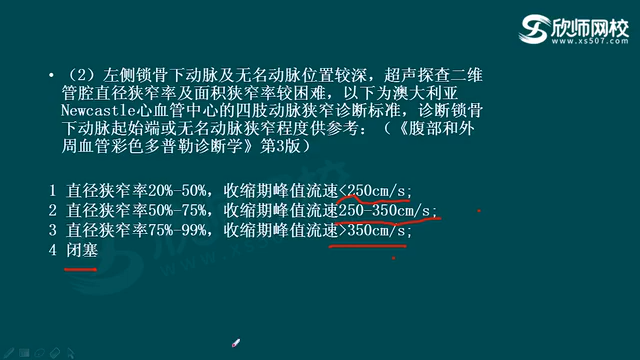 欣师网校
www.xs507.com
•（2）左侧锁骨下动脉及无名动脉位置较深，超声探查二维
管腔直径狭窄率及面积狭窄率较困难，以下为澳大利亚
Newcastle心血管中心的四肢动脉狭窄诊断标准，诊断锁骨
下动脉起始端或无名动脉狭窄程度供参考：（《腹部和外
周血管彩色多普勒诊断学》第3版）
1 直径狭窄率20%-50%，收缩期峰值流速<250cm/s;
2 直径狭窄率50%-75%，收缩期峰值流速250-350cm/s;
3 直径狭窄率75%-99%，收缩期峰值流速>350cm/s;
4 闭塞
欣师网校
www.xs507.com